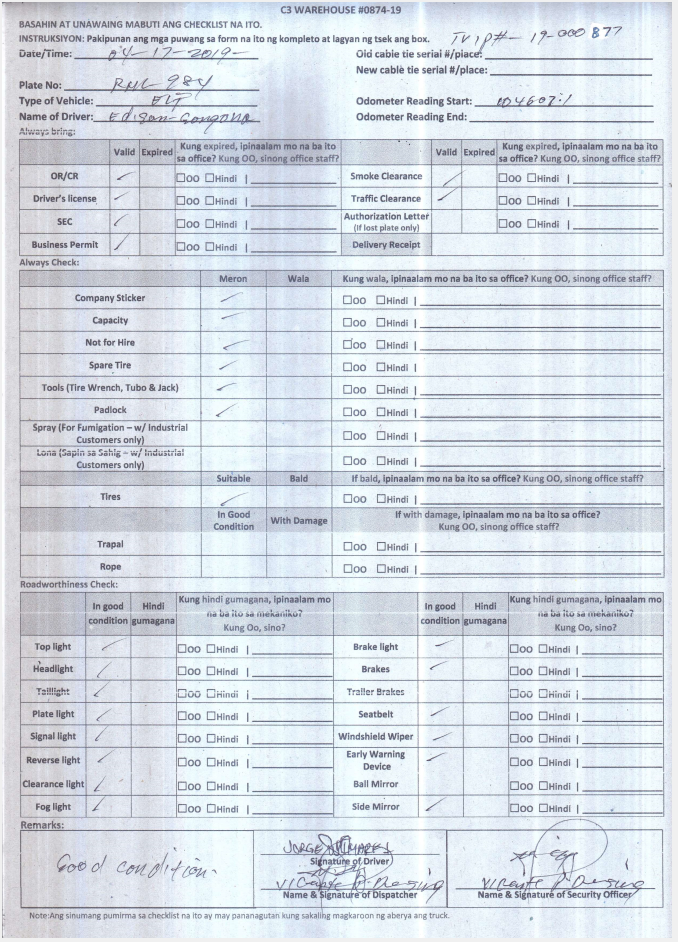 C3 WAREHOUSE #0874-19
BASAHIN AT UNAWAING MABUTI ANG CHECKLIST NA ITO.
INSTRUKSIYON: Pakipunan ang mga puwang sa form na ito ng kompleto at lagyan ng tsek ang box. Trip#- 19-000877
Date/Time: 04-17-2019- Old cable tie serial #/piace:
New cable tie serial #/place:
Plate No: 984
Type of Vehicle: ELF Odometer Reading Start:
Name of Driver: Edison Gongona Odometer Reading End:
Always bring:
Valid Expired Kung expired, ipinaalam mo na ba ito sa office? Kung OO, sinong office staff? Valid Expired Kung expired, ipinaalam mo na ba ito sa office? Kung OO, sinong office staff?
OR/CR ✓ ☐OO ☐Hindi | Smoke Clearance ✓ ☐OO ☐Hindi |
Driver's license ✓ ☐OO ☐Hindi | Traffic Clearance ✓ ☐OO ☐Hindi |
SEC ✓ ☐OO ☐Hindi | Authorization Letter (If lost plate only) ☐OO ☐Hindi |
Business Permit ✓ ☐OO ☐Hindi | Delivery Receipt
Always Check:
Meron Wala Kung wala, ipinaalam mo na ba ito sa office? Kung OO, sinong office staff?
Company Sticker ✓ ☐OO ☐Hindi |
Capacity ✓ ☐OO ☐Hindi |
Not for Hire ✓ ☐OO ☐Hindi |
Spare Tire ✓ ☐OO ☐Hindi |
Tools (Tire Wrench, Tubo & Jack) ✓ ☐OO ☐Hindi |
Padlock ✓ ☐OO ☐Hindi |
Spray (For Fumigation – w/ Industrial Customers only) ☐OO ☐Hindi |
Lona (Sapin sa Sahig – w/ Industrial Customers only) ☐OO ☐Hindi |
Suitable Bald If bald, ipinaalam mo na ba ito sa office? Kung OO, sinong office staff?
Tires ✓ ☐OO ☐Hindi |
In Good Condition With Damage If with damage, ipinaalam mo na ba ito sa office? Kung OO, sinong office staff?
Trapal ☐OO ☐Hindi |
Rope ☐OO ☐Hindi |
Roadworthiness Check:
In good condition Hindi gumagana Kung hindi gumagana, ipinaalam mo na ba ito sa mekaniko? Kung Oo, sino? In good condition Hindi gumagana Kung hindi gumagana, ipinaalam mo na ba ito sa mekaniko? Kung Oo, sino?
Top light ✓ ☐OO ☐Hindi | Brake light ✓ ☐OO ☐Hindi |
Headlight ✓ ☐OO ☐Hindi | Brakes ✓ ☐OO ☐Hindi |
Taillight ✓ ☐OO ☐Hindi | Trailer Brakes ☐OO ☐Hindi |
Plate light ✓ ☐OO ☐Hindi | Seatbelt ✓ ☐OO ☐Hindi |
Signal light ✓ ☐OO ☐Hindi | Windshield Wiper ✓ ☐OO ☐Hindi |
Reverse light ✓ ☐OO ☐Hindi | Early Warning Device ✓ ☐OO ☐Hindi |
Clearance light ✓ ☐OO ☐Hindi | Ball Mirror ☐OO ☐Hindi |
Fog light ✓ ☐OO ☐Hindi | Side Mirror ✓ ☐OO ☐Hindi |
Remarks:
Good condition.
JORGE
Signature of Driver
Vicente
Name & Signature of Dispatcher Name & Signature of Security Officer
Note:Ang sinumang pumirma sa checklist na ito ay may pananagutan kung sakaling magkaroon ng aberya ang truck.